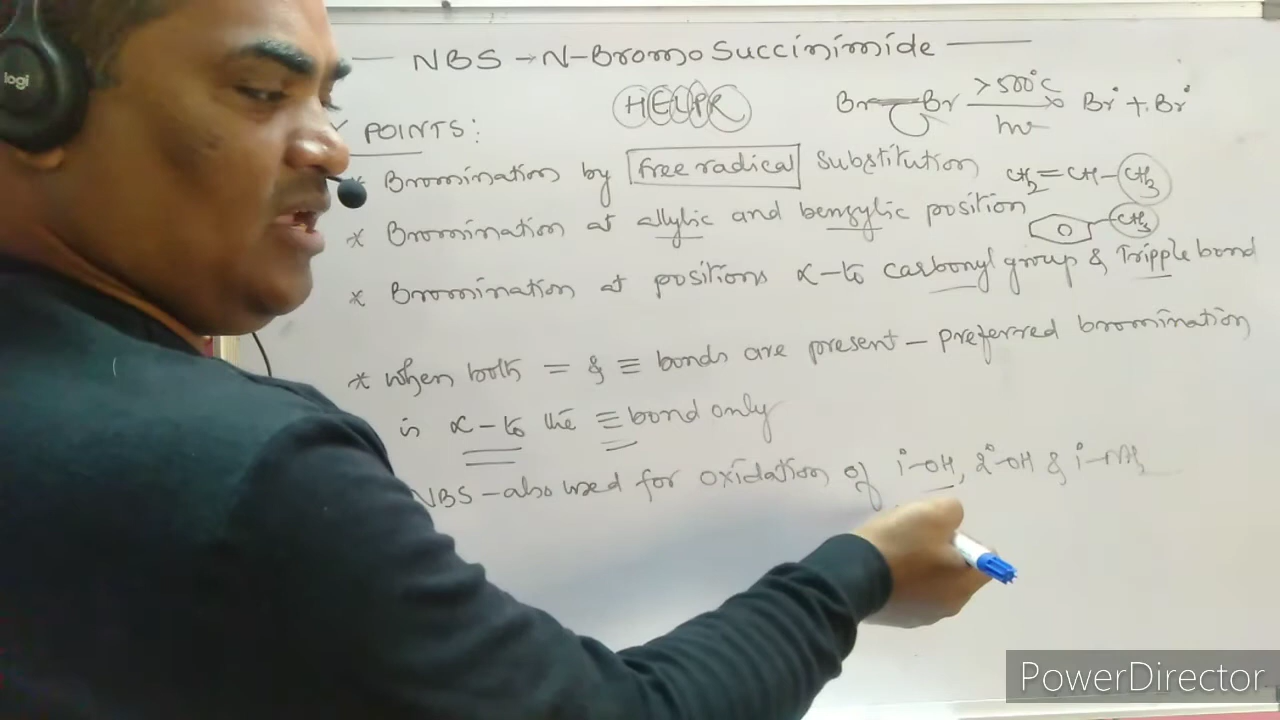 NBS → N-BromoSuccinimide
HELPR
Br—Br >500°C hν Br• + Br•
POINTS:
* Bromination by free radical substitution
CH2=CH-CH3
* Bromination at allylic and benzylic position
CH3
* Bromination at positions α-to carbonyl group & Tripple bond
* When both = & ≡ bonds are present - preferred bromination
is α-to the ≡ bond only
NBS - also used for oxidation of 1°-OH, 2°-OH & 1°-NH2
logi
PowerDirector